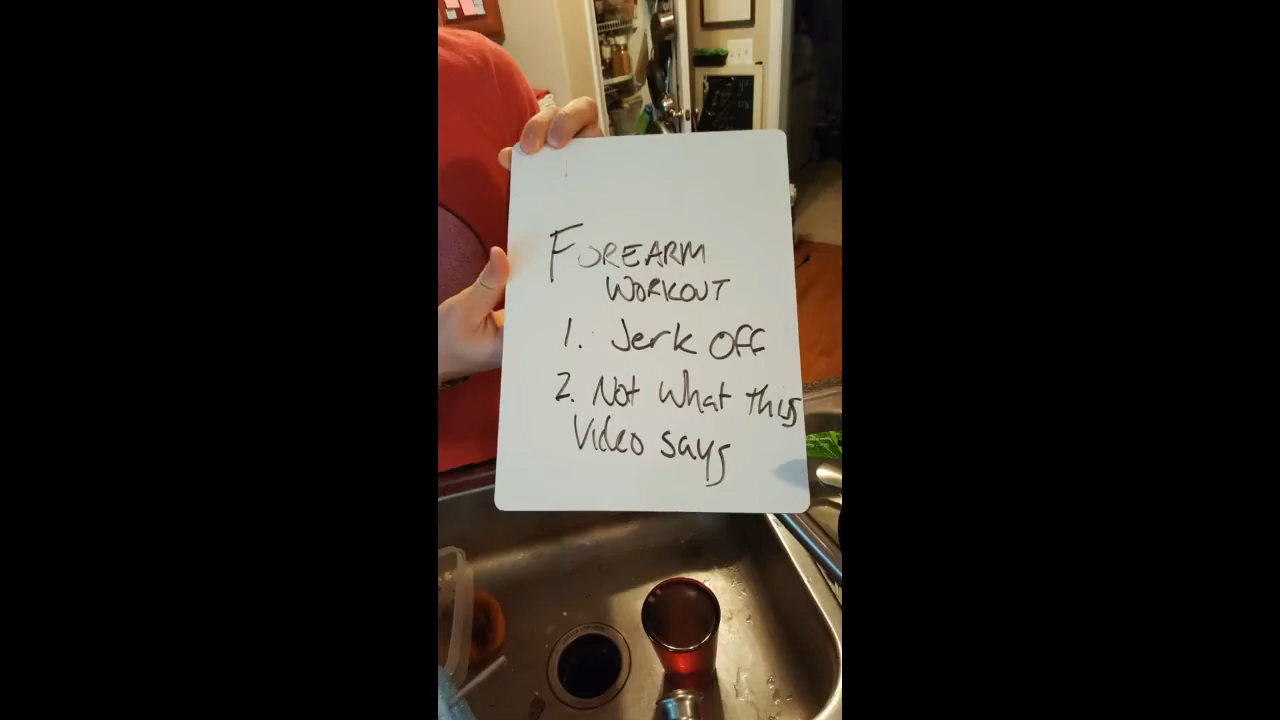 FOREARM
WORKOUT
1. Jerk Off
2. Not what this
Video says